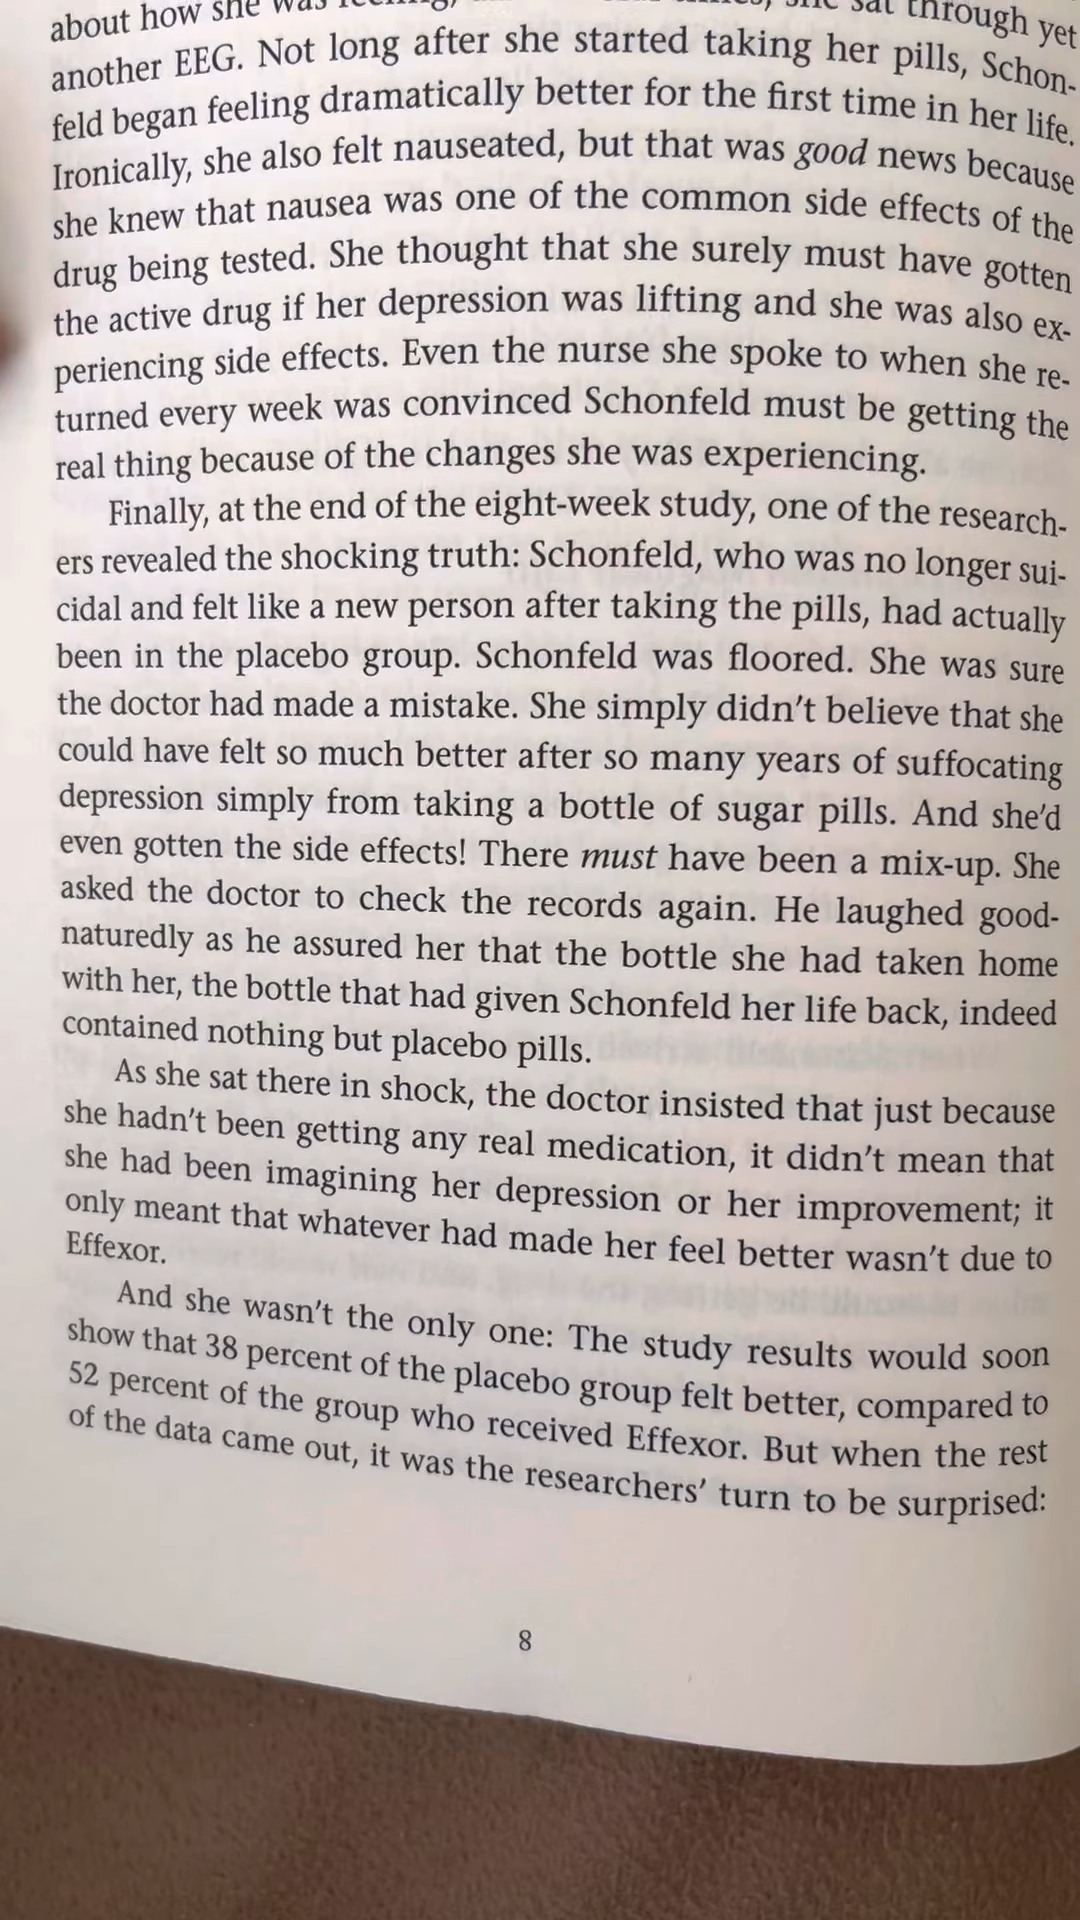 about how she was
she sat through yet
another EEG. Not long after she started taking her pills, Schon-
feld began feeling dramatically better for the first time in her life.
Ironically, she also felt nauseated, but that was good news because
she knew that nausea was one of the common side effects of the
drug being tested. She thought that she surely must have gotten
the active drug if her depression was lifting and she was also ex-
periencing side effects. Even the nurse she spoke to when she re-
turned every week was convinced Schonfeld must be getting the
real thing because of the changes she was experiencing.
Finally, at the end of the eight-week study, one of the research-
ers revealed the shocking truth: Schonfeld, who was no longer sui-
cidal and felt like a new person after taking the pills, had actually
been in the placebo group. Schonfeld was floored. She was sure
the doctor had made a mistake. She simply didn't believe that she
could have felt so much better after so many years of suffocating
depression simply from taking a bottle of sugar pills. And she'd
even gotten the side effects! There must have been a mix-up. She
asked the doctor to check the records again. He laughed good-
naturedly as he assured her that the bottle she had taken home
with her, the bottle that had given Schonfeld her life back, indeed
contained nothing but placebo pills.
As she sat there in shock, the doctor insisted that just because
she hadn't been getting any real medication, it didn't mean that
she had been imagining her depression or her improvement; it
only meant that whatever had made her feel better wasn't due to
Effexor.
And she wasn't the only one: The study results would soon
show that 38 percent of the placebo group felt better, compared to
52 percent of the group who received Effexor. But when the rest
of the data came out, it was the researchers' turn to be surprised:
8